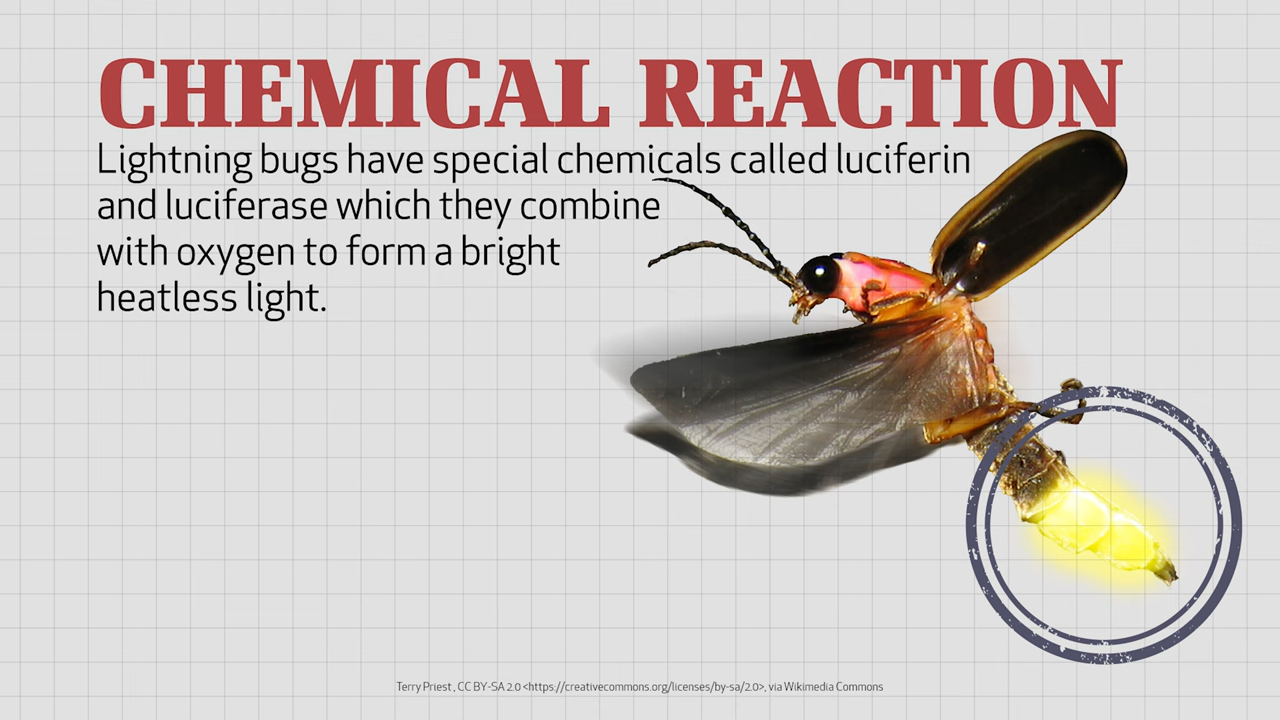 CHEMICAL REACTION
Lightning bugs have special chemicals called luciferin
and luciferase which they combine
with oxygen to form a bright
heatless light.
Terry Priest , CC BY-SA 2.0 <https://creativecommons.org/licenses/by-sa/2.0>, via Wikimedia Commons